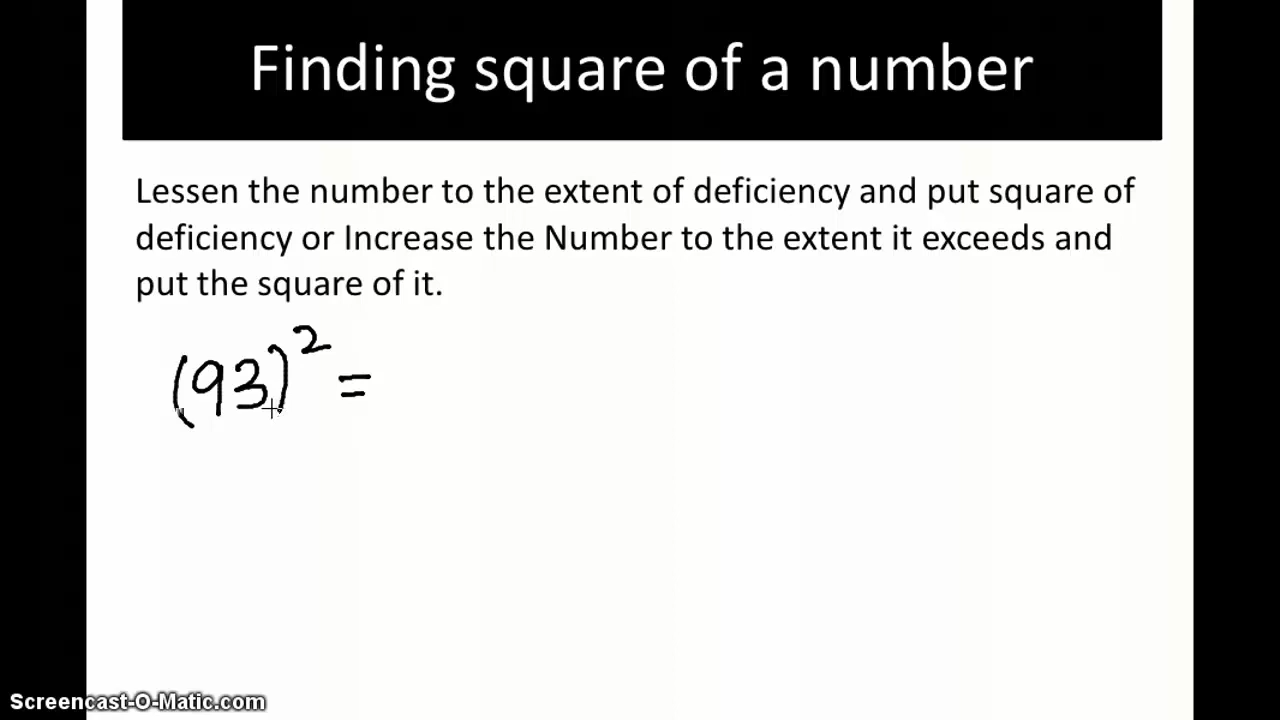 Finding square of a number
Lessen the number to the extent of deficiency and put square of
deficiency or Increase the Number to the extent it exceeds and
put the square of it.
(93)² =
Screencast-O-Matic.com